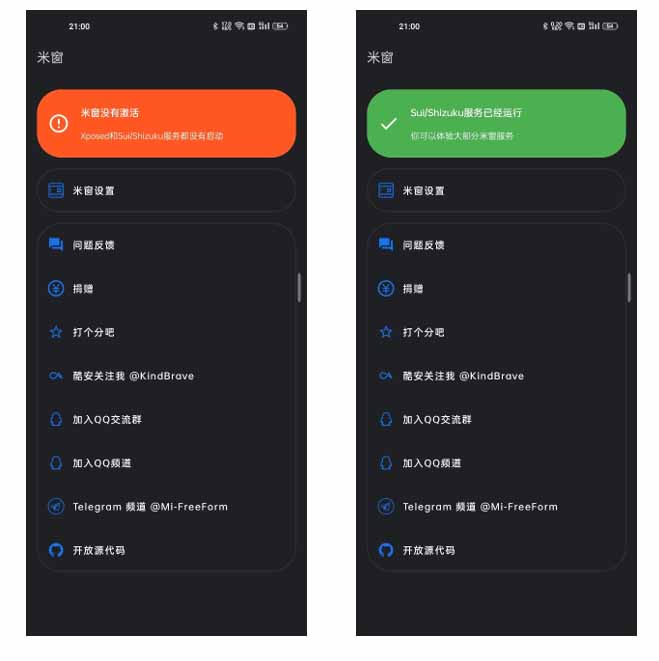 21:00
米窗
米窗没有激活
Xposed和Sui/Shizuku服务都没有启动
米窗设置
问题反馈
捐赠
打个分吧
酷安关注我 @KindBrave
加入QQ交流群
加入QQ频道
Telegram 频道 @Mi-FreeForm
开放源代码
21:00
米窗
Sui/Shizuku服务已经运行
你可以体验大部分米窗服务
米窗设置
问题反馈
捐赠
打个分吧
酷安关注我 @KindBrave
加入QQ交流群
加入QQ频道
Telegram 频道 @Mi-FreeForm
开放源代码